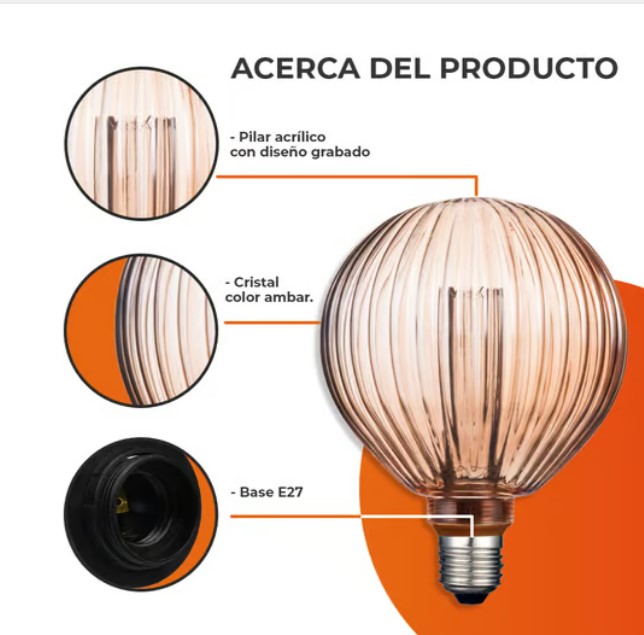 ACERCA DEL PRODUCTO
- Pilar acrílico
con diseño grabado
- Cristal
color ambar.
- Base E27